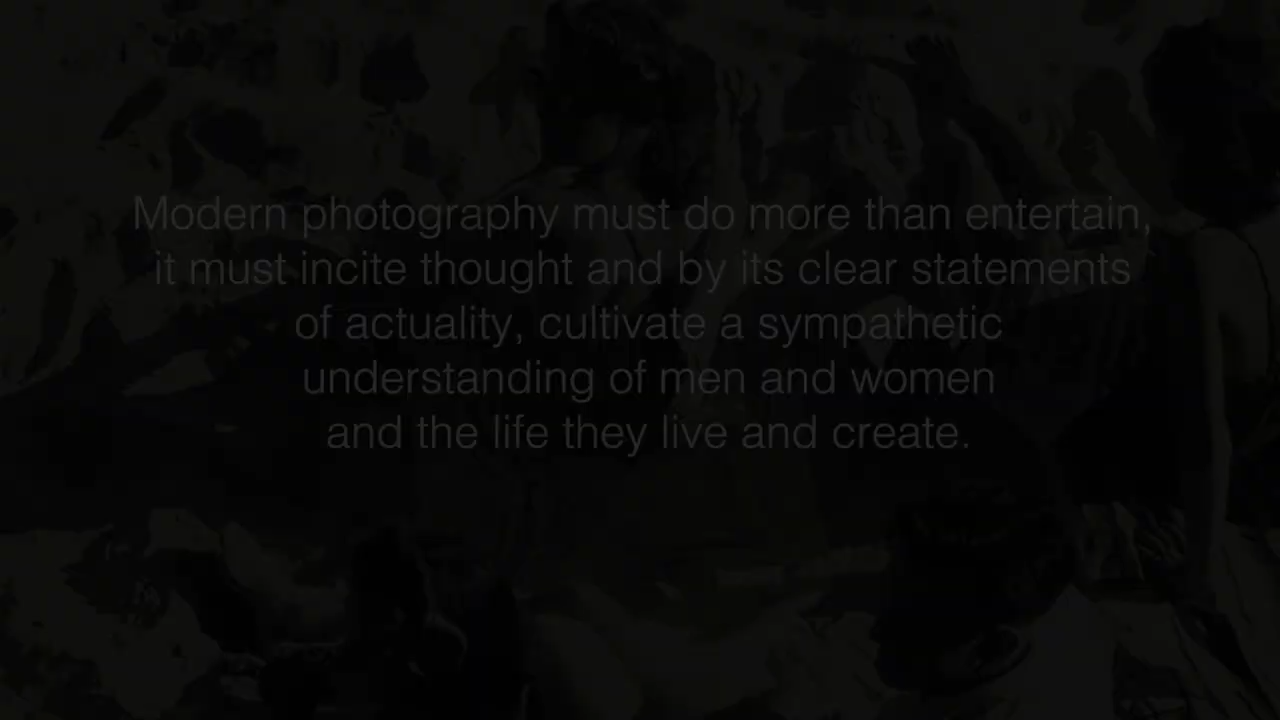 Modern photography must do more than entertain,
it must incite thought and by its clear statements
of actuality, cultivate a sympathetic
understanding of men and women
and the life they live and create.